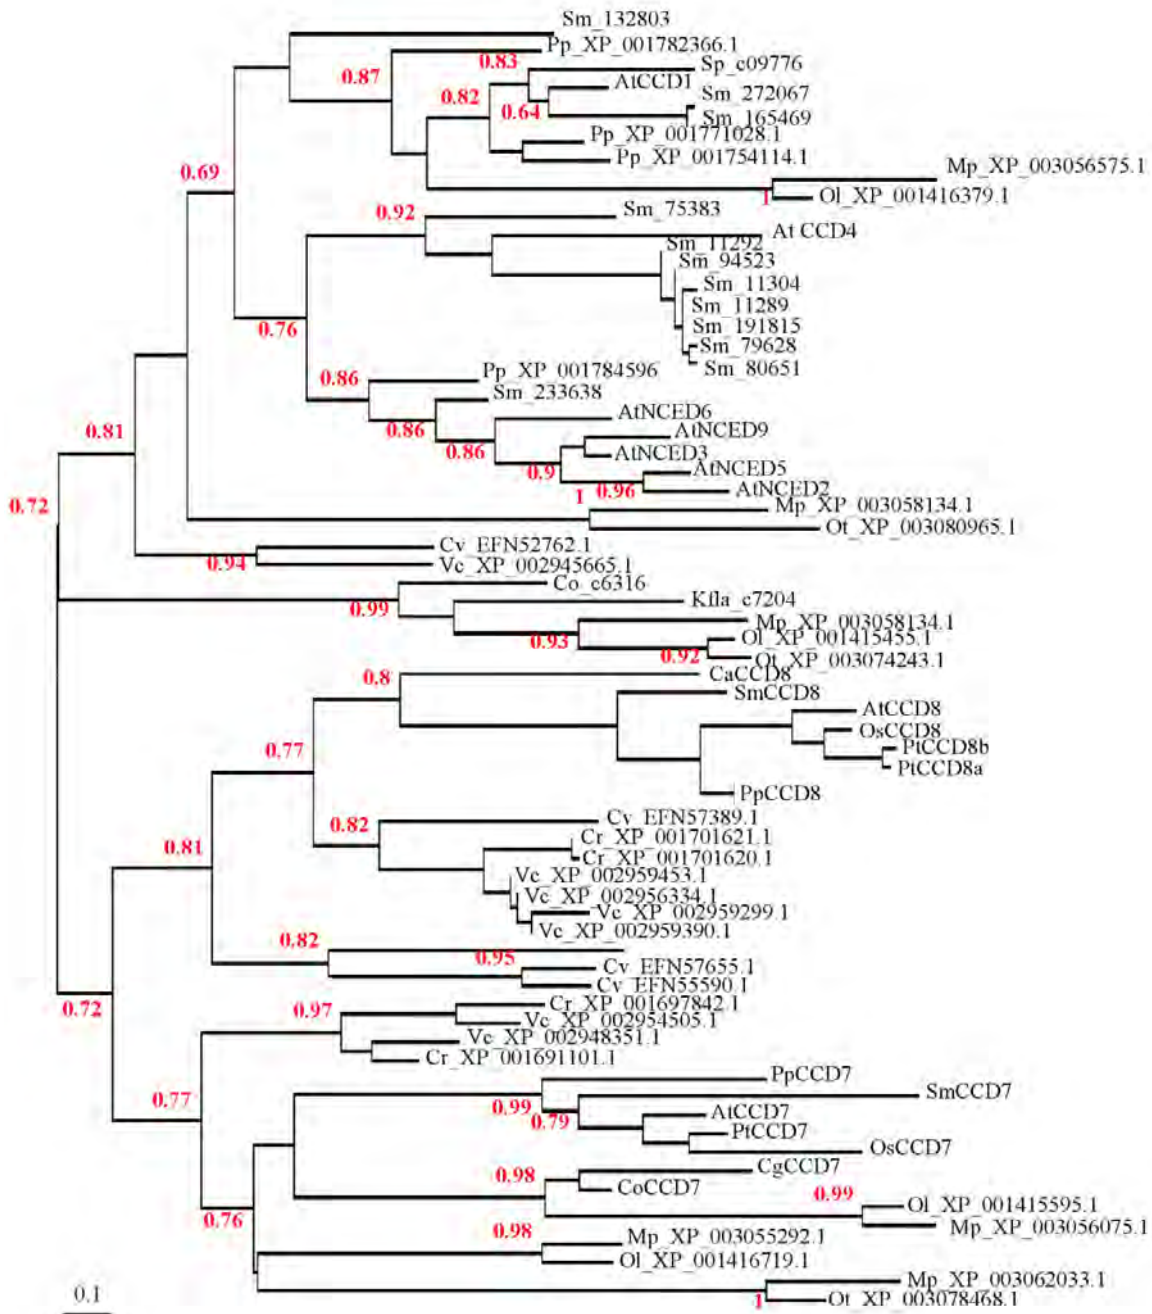 Sm_132803
Pp_XP_001782366.1
0.83
Sp_c09776
0.87
AtCCD1
Sm_272067
0.82
0.64
Sm_165469
Pp_XP_001771028.1
Pp_XP_001754114.1
Mp_XP_003056575.1
0.69
1
Ol_XP_001416379.1
0.92
Sm_75383
At CCD4
Sm_11292
Sm_94523
Sm_11304
Sm_11289
0.76
Sm_191815
Sm_79628
Sm_80651
0.86
Pp_XP_001784596
Sm_233638
AtNCED6
0.81
0.86
AtNCED9
0.86
AtNCED3
0.9
AtNCED5
1
0.96
AtNCED2
0.72
Mp_XP_003058134.1
Ot_XP_003080965.1
Cv_EFN52762.1
0.94
Vc_XP_002945665.1
Co_c6316
0.99
Kfla_c7204
Mp_XP_003058134.1
0.93
Ol_XP_001415455.1
0.92
Ot_XP_003074243.1
0.8
CaCCD8
SmCCD8
AtCCD8
OsCCD8
0.77
PtCCD8b
PtCCD8a
PpCCD8
Cv_EFN57389.1
0.82
Cr_XP_001701621.1
0.81
Cr_XP_001701620.1
Vc_XP_002959453.1
Vc_XP_002956334.1
Vc_XP_002959299.1
Vc_XP_002959390.1
0.82
0.95
Cv_EFN57655.1
Cv_EFN55590.1
0.72
0.97
Cr_XP_001697842.1
Vc_XP_002954505.1
Vc_XP_002948351.1
Cr_XP_001691101.1
PpCCD7
0.77
SmCCD7
0.99
0.79
AtCCD7
PtCCD7
OsCCD7
0.98
CgCCD7
CoCCD7
0.99
Ol_XP_001415595.1
0.76
Mp_XP_003056075.1
0.98
Mp_XP_003055292.1
Ol_XP_001416719.1
Mp_XP_003062033.1
0.1
1
Ot_XP_003078468.1